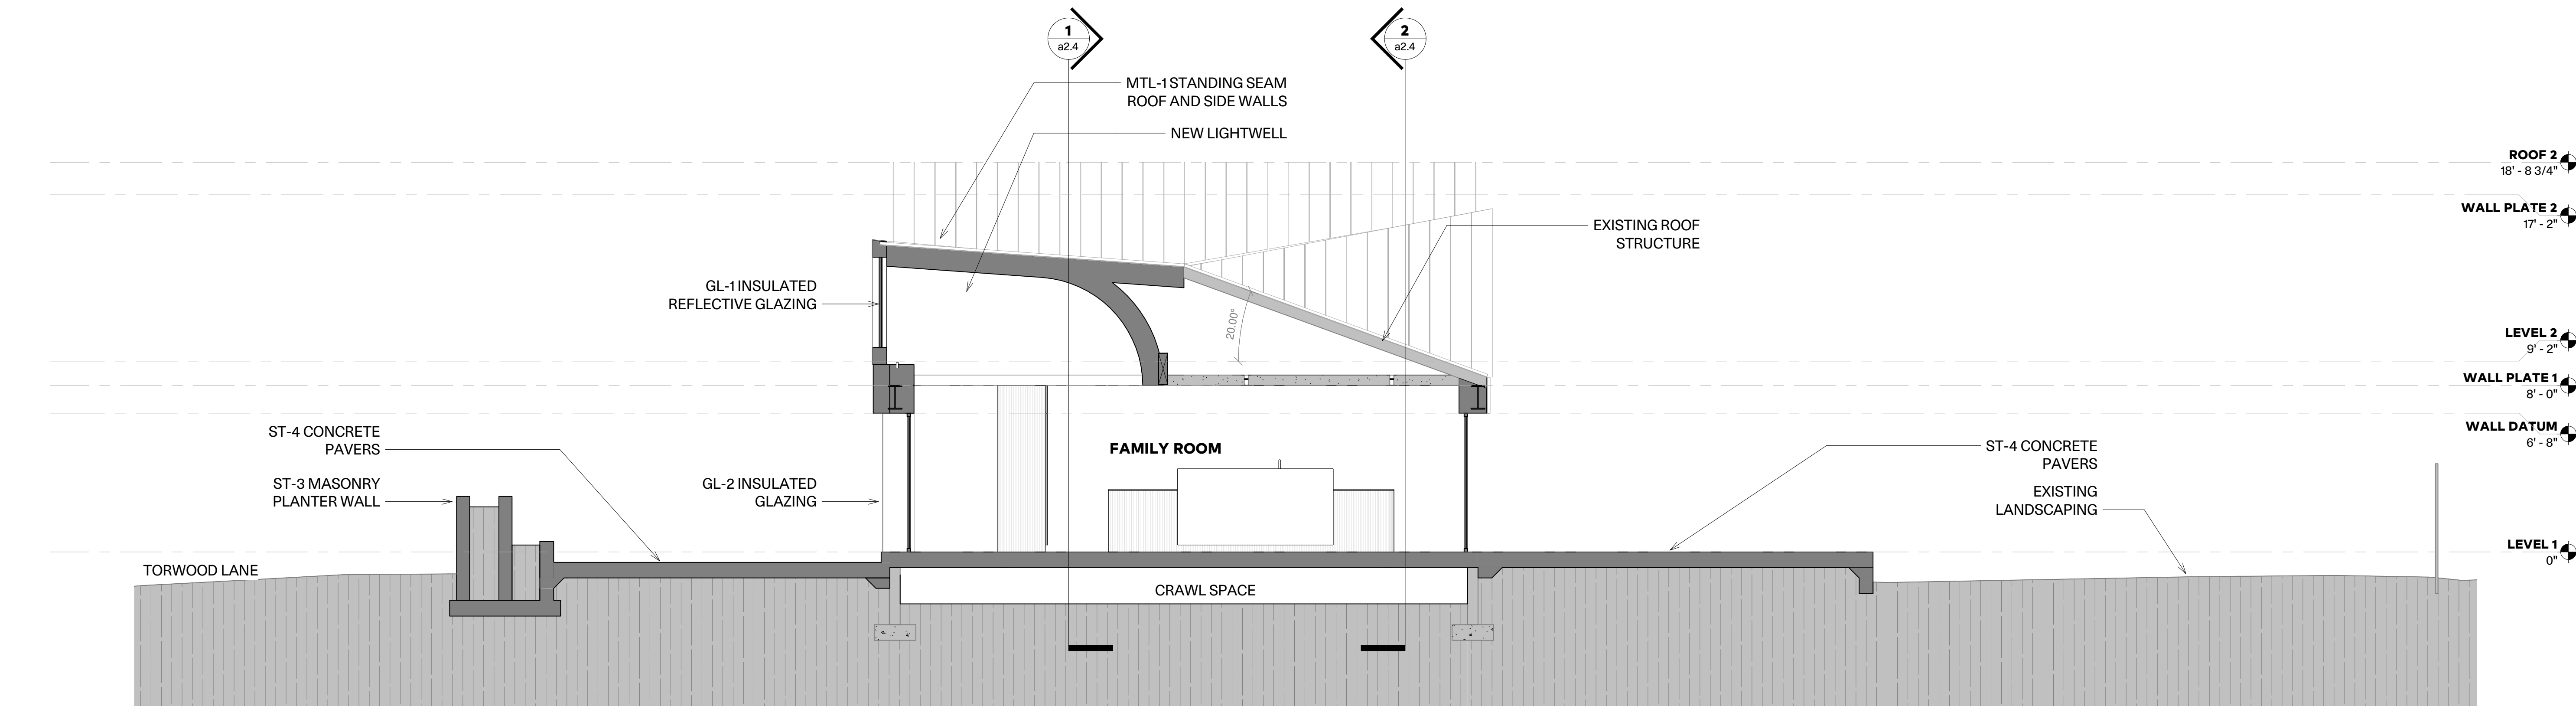 1
a2.4
2
a2.4
MTL-1 STANDING SEAM
ROOF AND SIDE WALLS
NEW LIGHTWELL
ROOF 2
18' - 8 3/4"
WALL PLATE 2
17' - 2"
EXISTING ROOF
STRUCTURE
GL-1 INSULATED
REFLECTIVE GLAZING
20.00°
LEVEL 2
9' - 2"
WALL PLATE 1
8' - 0"
WALL DATUM
6' - 8"
ST-4 CONCRETE
PAVERS
FAMILY ROOM
ST-4 CONCRETE
PAVERS
ST-3 MASONRY
PLANTER WALL
GL-2 INSULATED
GLAZING
EXISTING
LANDSCAPING
LEVEL 1
0"
TORWOOD LANE
CRAWL SPACE